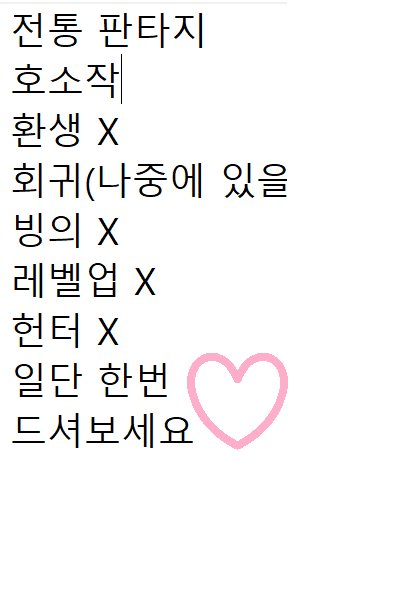 전통 판타지
호소작
환생 X
회귀(나중에 있을
빙의 X
레벨업 X
헌터 X
일단 한번
드셔보세요